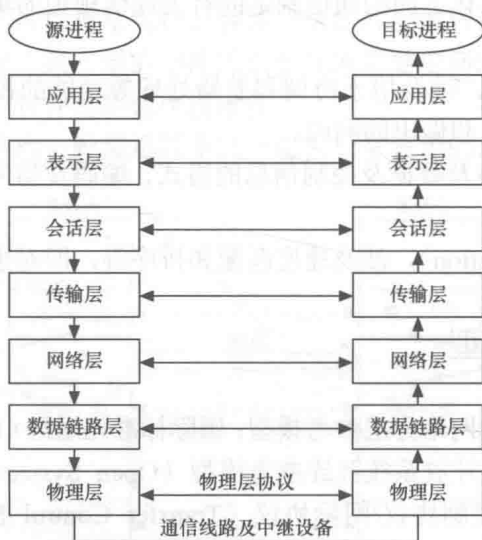 源进程 目标进程
应用层 应用层
表示层 表示层
会话层 会话层
传输层 传输层
网络层 网络层
数据链路层 数据链路层
物理层 物理层协议 物理层
通信线路及中继设备